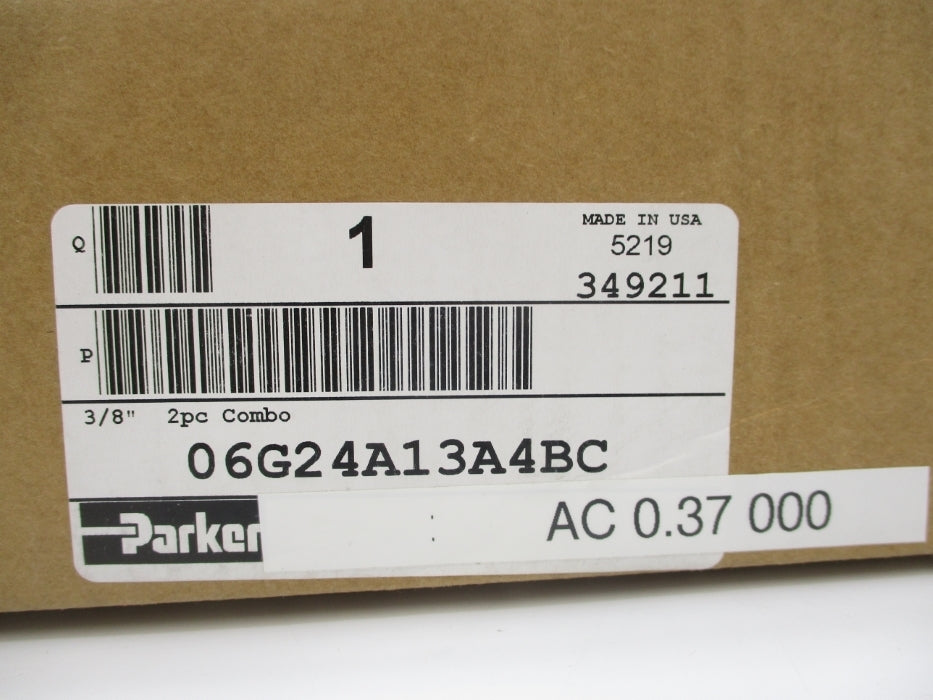 Q
1
MADE IN USA
5219
349211
P
3/8" 2pc Combo
06G24A13A4BC
Parker
: AC 0.37 000